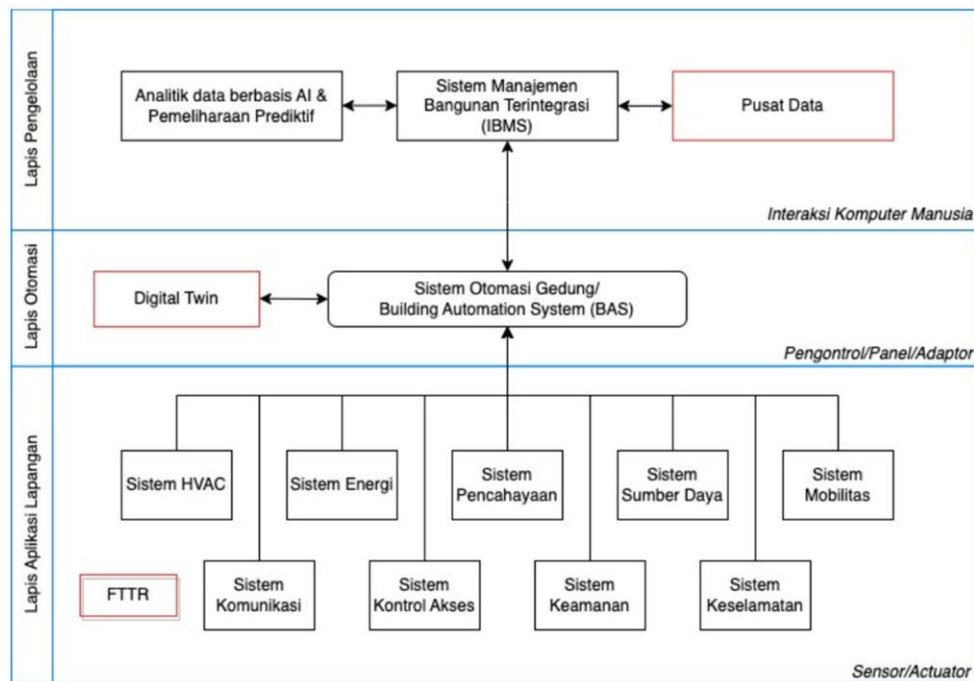 Lapis Pengelolaan
Analitik data berbasis AI &
Pemeliharaan Prediktif
Sistem Manajemen
Bangunan Terintegrasi
(IBMS)
Pusat Data
Interaksi Komputer Manusia
Lapis Otomasi
Digital Twin
Sistem Otomasi Gedung/
Building Automation System (BAS)
Pengontrol/Panel/Adaptor
Lapis Aplikasi Lapangan
Sistem HVAC
Sistem Energi
Sistem
Pencahayaan
Sistem
Sumber Daya
Sistem
Mobilitas
FTTR
Sistem
Komunikasi
Sistem
Kontrol Akses
Sistem
Keamanan
Sistem
Keselamatan
Sensor/Actuator